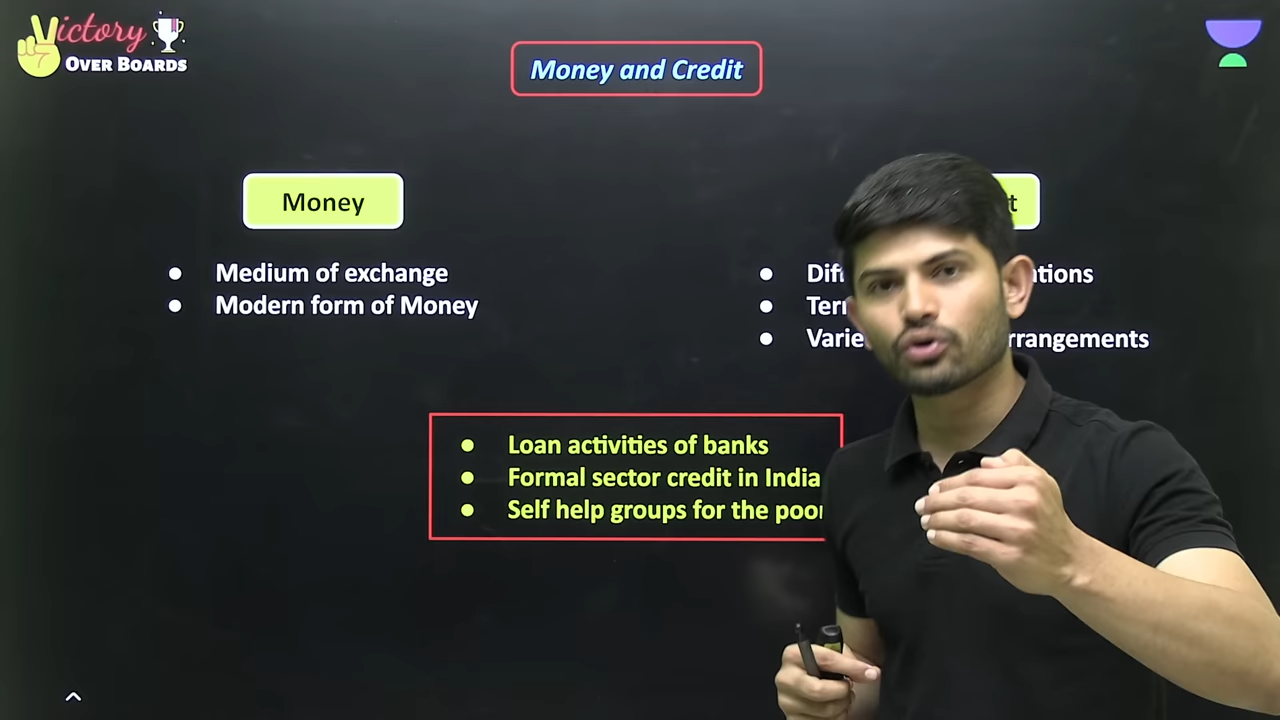 Victory
OVER BOARDS
Money and Credit
Money
Medium of exchange
Modern form of Money
Loan activities of banks
Formal sector credit in India
Self help groups for the poor